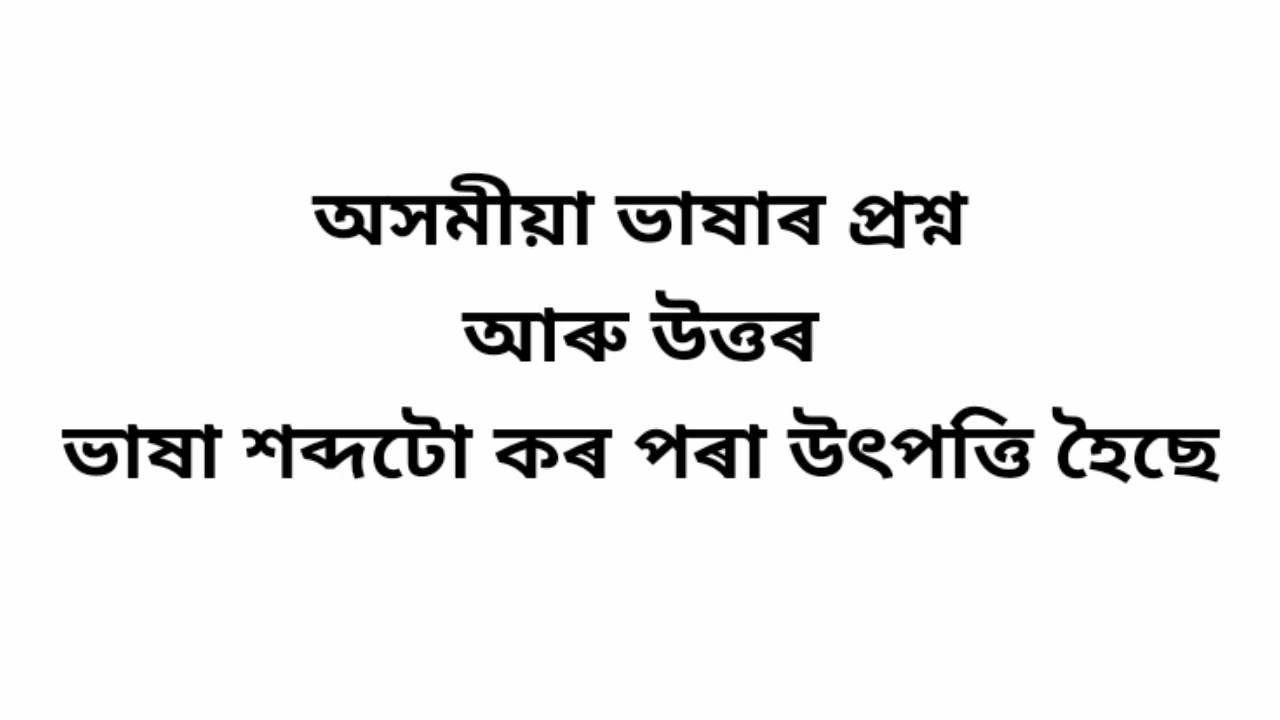 অসমীয়া ভাষাৰ প্ৰশ্ন
আৰু উত্তৰ
ভাষা শব্দটো কৰ পৰা উৎপত্তি হৈছে